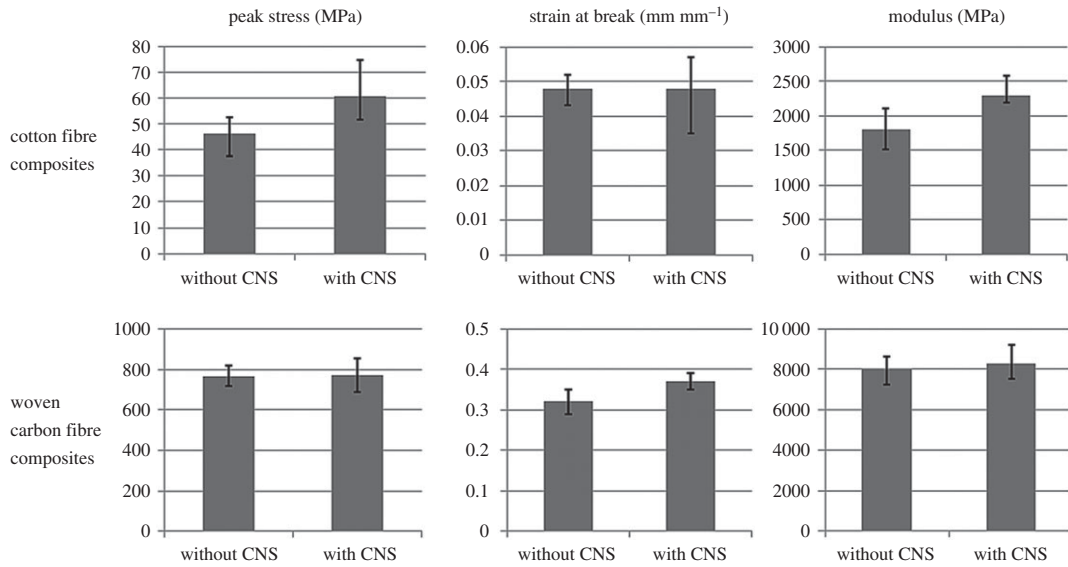 peak stress (MPa)
strain at break (mm mm⁻¹)
modulus (MPa)
cotton fibre
composites
80
70
60
50
40
30
20
10
0
without CNS
with CNS
0.06
0.05
0.04
0.03
0.02
0.01
0
without CNS
with CNS
3000
2500
2000
1500
1000
500
0
without CNS
with CNS
woven
carbon fibre
composites
1000
800
600
400
200
0
without CNS
with CNS
0.5
0.4
0.3
0.2
0.1
0
without CNS
with CNS
10 000
8000
6000
4000
2000
0
without CNS
with CNS